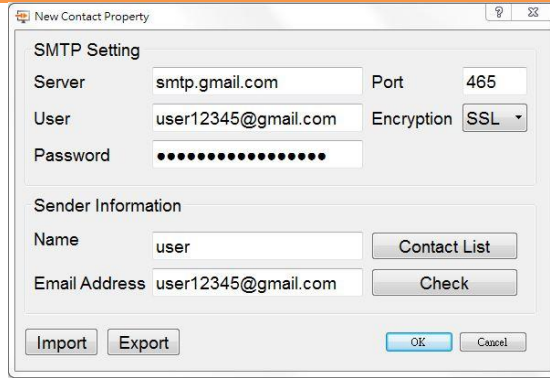 New Contact Property
SMTP Setting
Server smtp.gmail.com Port 465
User user12345@gmail.com Encryption SSL
Password ●●●●●●●●●●●●●●●●●
Sender Information
Name user Contact List
Email Address user12345@gmail.com Check
Import Export OK Cancel